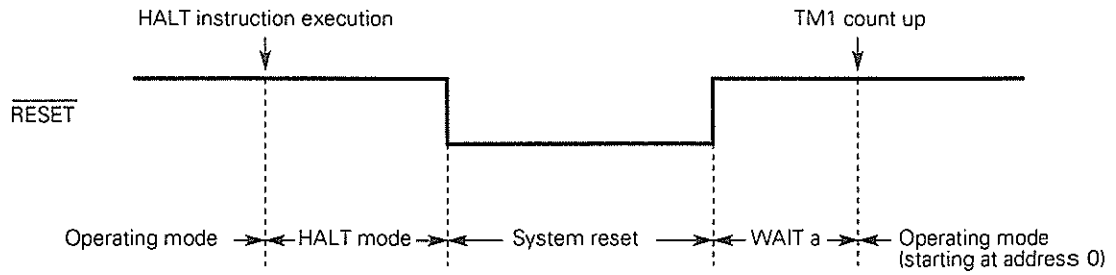 HALT instruction execution
TM1 count up
RESET
Operating mode
HALT mode
System reset
WAIT a
Operating mode
(starting at address 0)